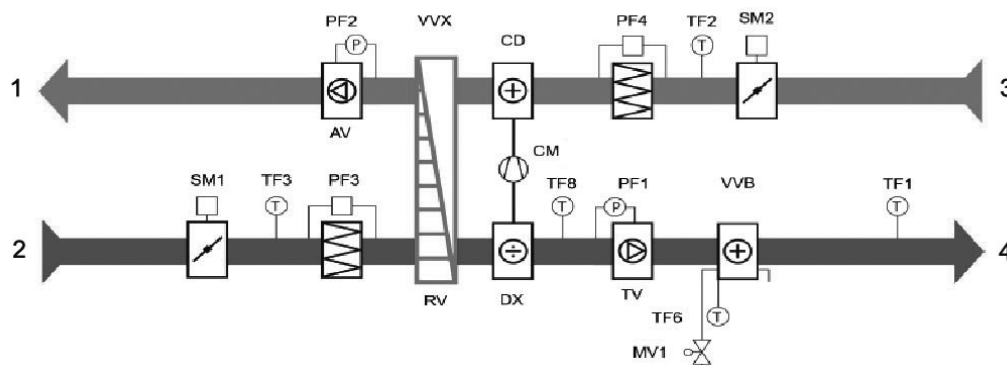 PF2 VVX CD PF4 TF2 SM2
P T
1 3
AV
CM
SM1 TF3 PF3 TF8 PF1 VVB TF1
T T P T
2 4
RV DX TV
TF6 T
MV1